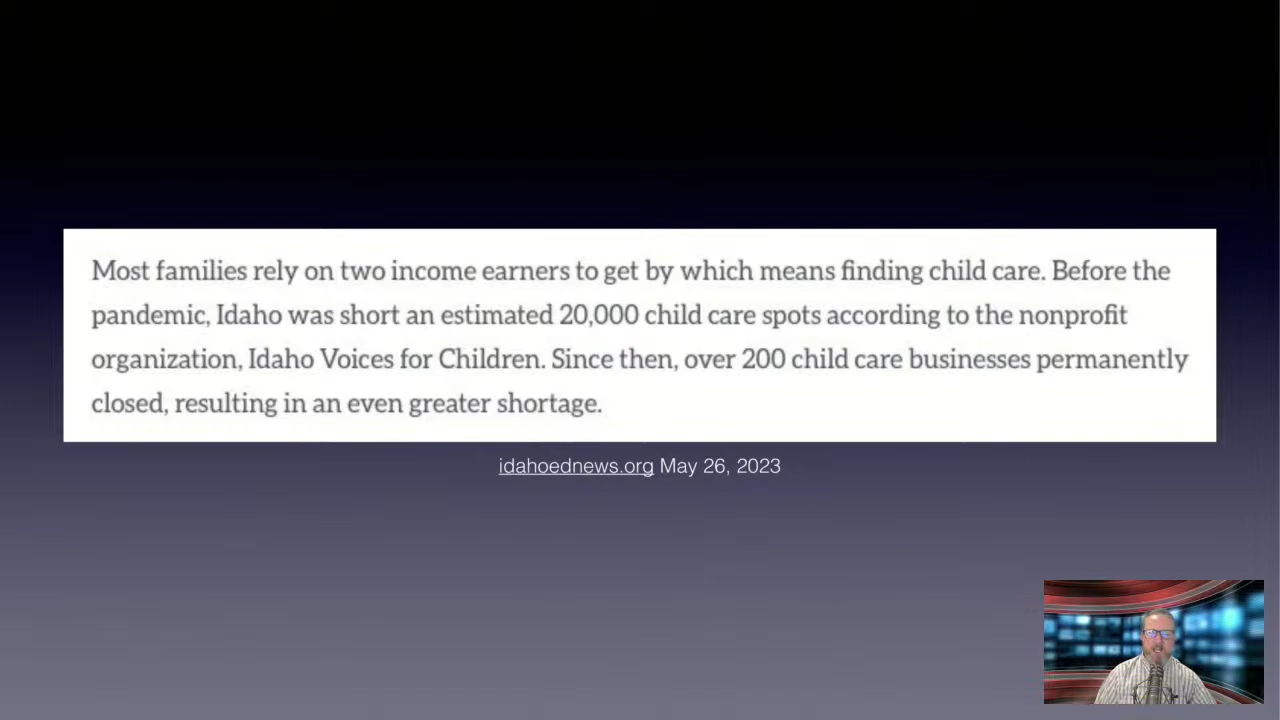 Most families rely on two income earners to get by which means finding child care. Before the
pandemic, Idaho was short an estimated 20,000 child care spots according to the nonprofit
organization, Idaho Voices for Children. Since then, over 200 child care businesses permanently
closed, resulting in an even greater shortage.
idahoednews.org May 26, 2023